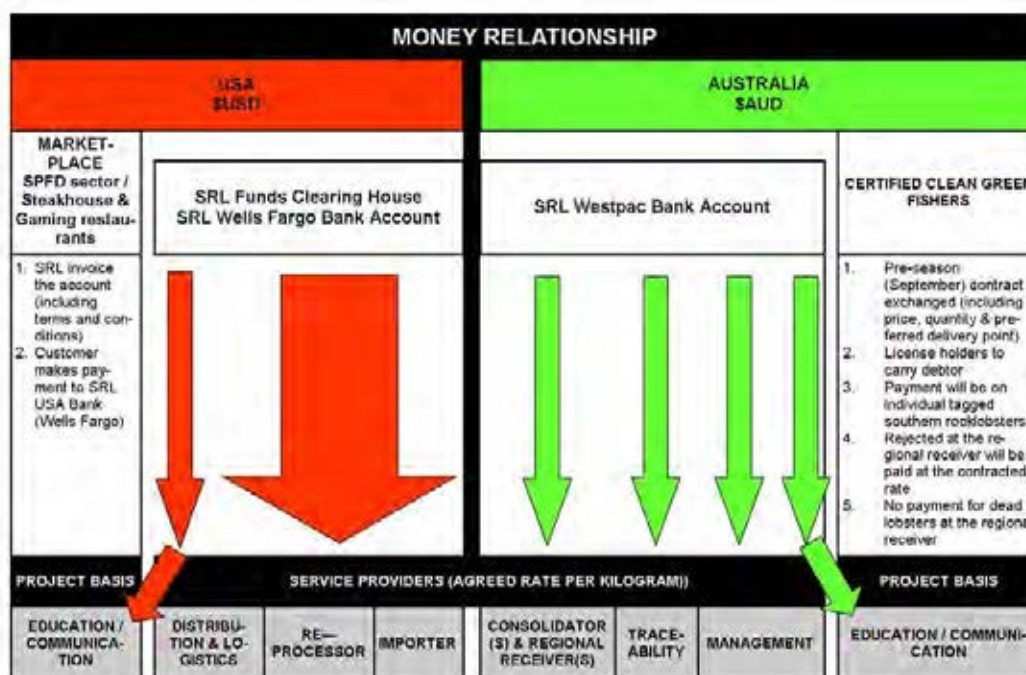 MONEY RELATIONSHIP
USA
$USD
AUSTRALIA
$AUD
MARKET-
PLACE
SPFD sector /
Steakhouse &
Gaming restau-
rants
SRL Funds Clearing House
SRL Wells Fargo Bank Account
SRL Westpac Bank Account
CERTIFIED CLEAN GREEN
FISHERS
1. SRL invoice
the account
(including
terms and con-
ditions)
2. Customer
makes pay-
ment to SRL
USA Bank
(Wells Fargo)
1. Pre-season
(September) contract
exchanged (including
price, quantity & pre-
ferred delivery point)
2. License holders to
carry debtor
3. Payment will be on
individual tagged
southern rocklobsters
4. Rejected at the re-
gional receiver will be
paid at the contracted
rate
5. No payment for dead
lobsters at the regional
receiver
PROJECT BASIS
SERVICE PROVIDERS (AGREED RATE PER KILOGRAM))
PROJECT BASIS
EDUCATION /
COMMUNICA-
TION
DISTRIBU-
TION & LO-
GISTICS
RE—
PROCESSOR
IMPORTER
CONSOLIDATOR
(S) & REGIONAL
RECEIVER(S)
TRACE-
ABILITY
MANAGEMENT
EDUCATION / COMMUNI-
CATION